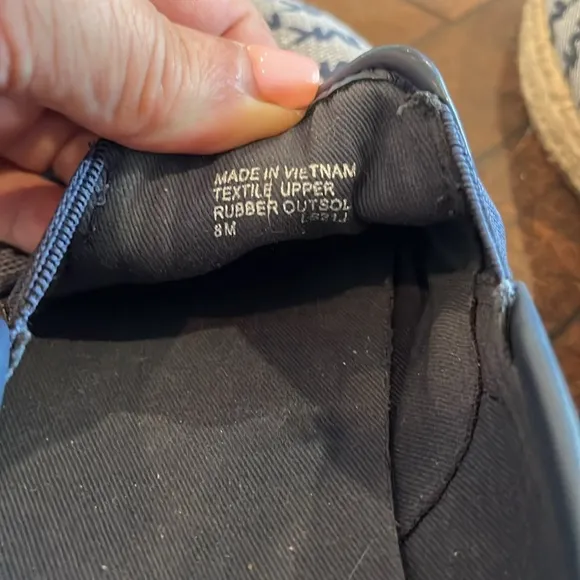 MADE IN VIETNAM
TEXTILE UPPER
RUBBER OUTSOL
8M